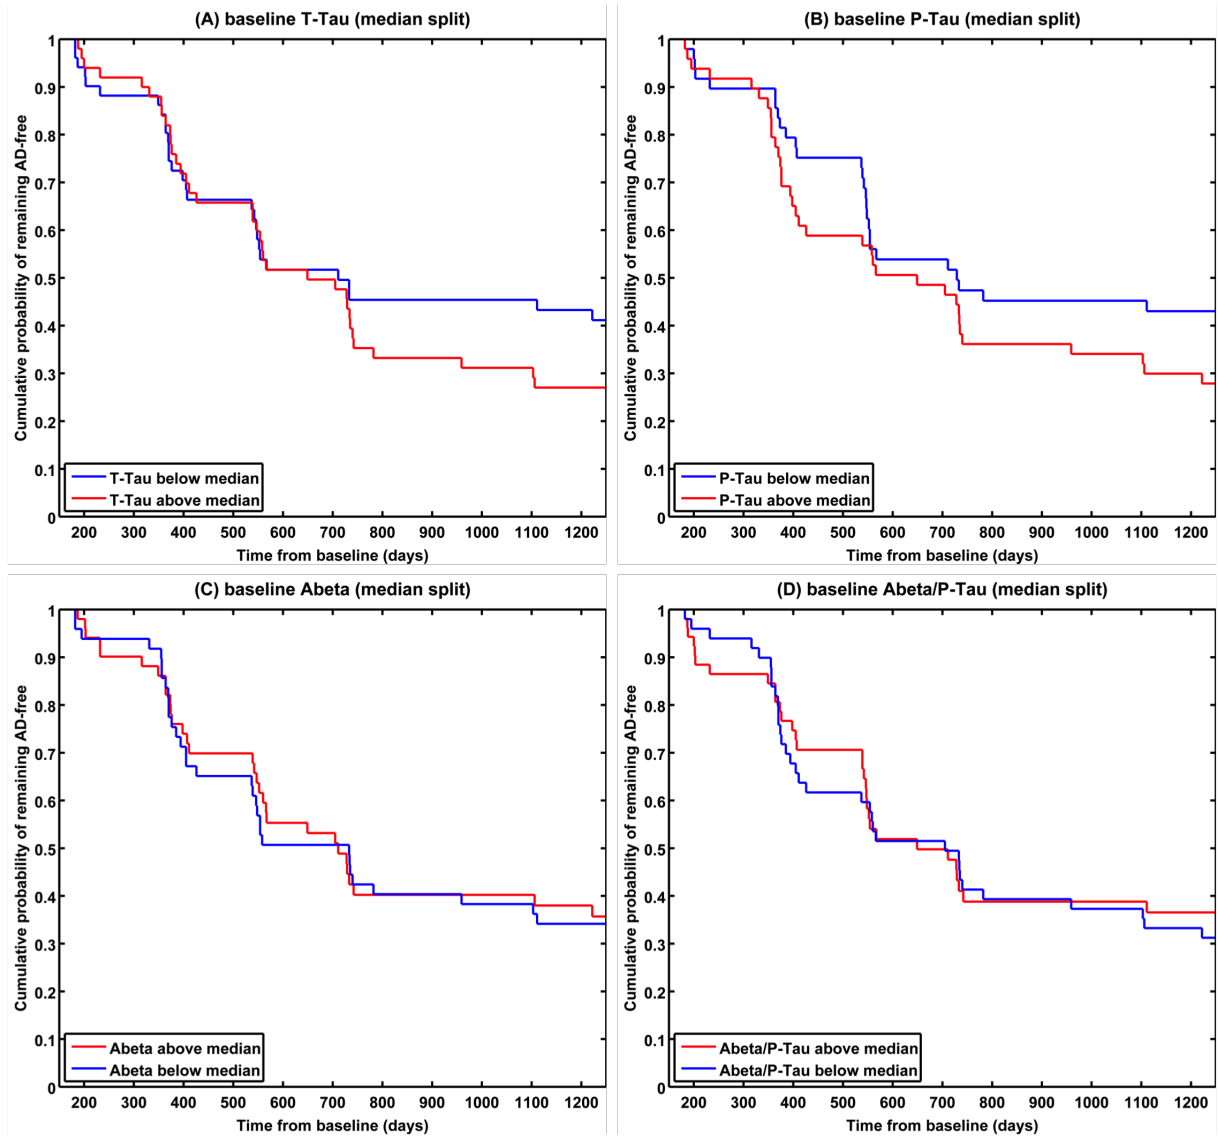 (A) baseline T-Tau (median split)
Cumulative probability of remaining AD-free
1
0.9
0.8
0.7
0.6
0.5
0.4
0.3
0.2
0.1
0
T-Tau below median
T-Tau above median
200 300 400 500 600 700 800 900 1000 1100 1200
Time from baseline (days)
(B) baseline P-Tau (median split)
Cumulative probability of remaining AD-free
1
0.9
0.8
0.7
0.6
0.5
0.4
0.3
0.2
0.1
0
P-Tau below median
P-Tau above median
200 300 400 500 600 700 800 900 1000 1100 1200
Time from baseline (days)
(C) baseline Abeta (median split)
Cumulative probability of remaining AD-free
1
0.9
0.8
0.7
0.6
0.5
0.4
0.3
0.2
0.1
0
Abeta above median
Abeta below median
200 300 400 500 600 700 800 900 1000 1100 1200
Time from baseline (days)
(D) baseline Abeta/P-Tau (median split)
Cumulative probability of remaining AD-free
1
0.9
0.8
0.7
0.6
0.5
0.4
0.3
0.2
0.1
0
Abeta/P-Tau above median
Abeta/P-Tau below median
200 300 400 500 600 700 800 900 1000 1100 1200
Time from baseline (days)